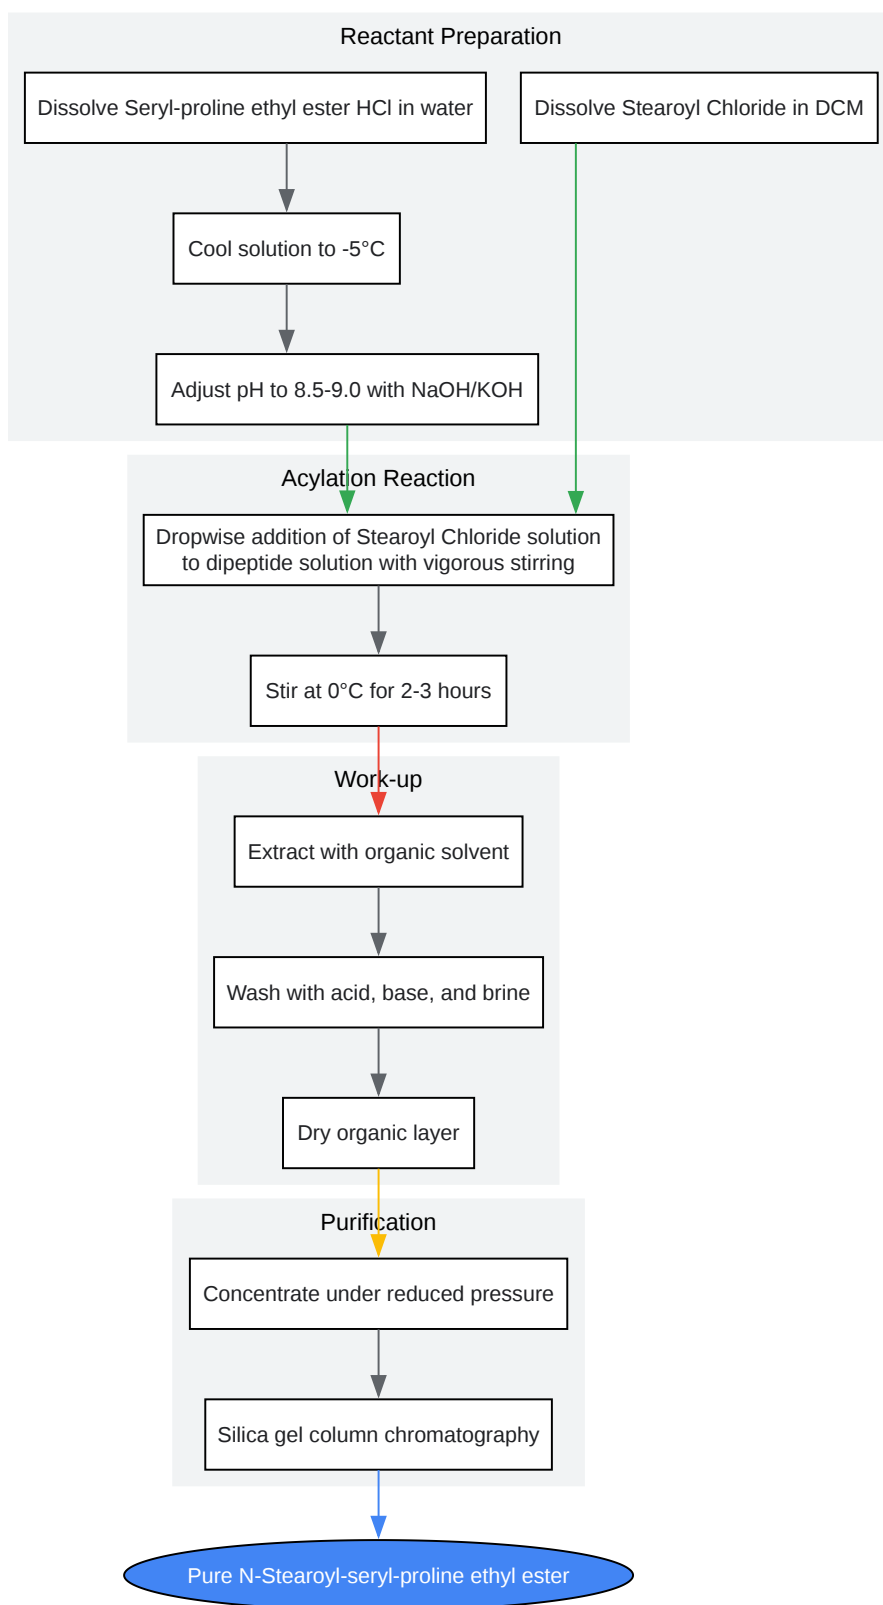 Reactant Preparation
Dissolve Seryl-proline ethyl ester HCl in water
Dissolve Stearoyl Chloride in DCM
Cool solution to -5°C
Adjust pH to 8.5-9.0 with NaOH/KOH
Acylation Reaction
Dropwise addition of Stearoyl Chloride solution
to dipeptide solution with vigorous stirring
Stir at 0°C for 2-3 hours
Work-up
Extract with organic solvent
Wash with acid, base, and brine
Dry organic layer
Purification
Concentrate under reduced pressure
Silica gel column chromatography
Pure N-Stearoyl-seryl-proline ethyl ester